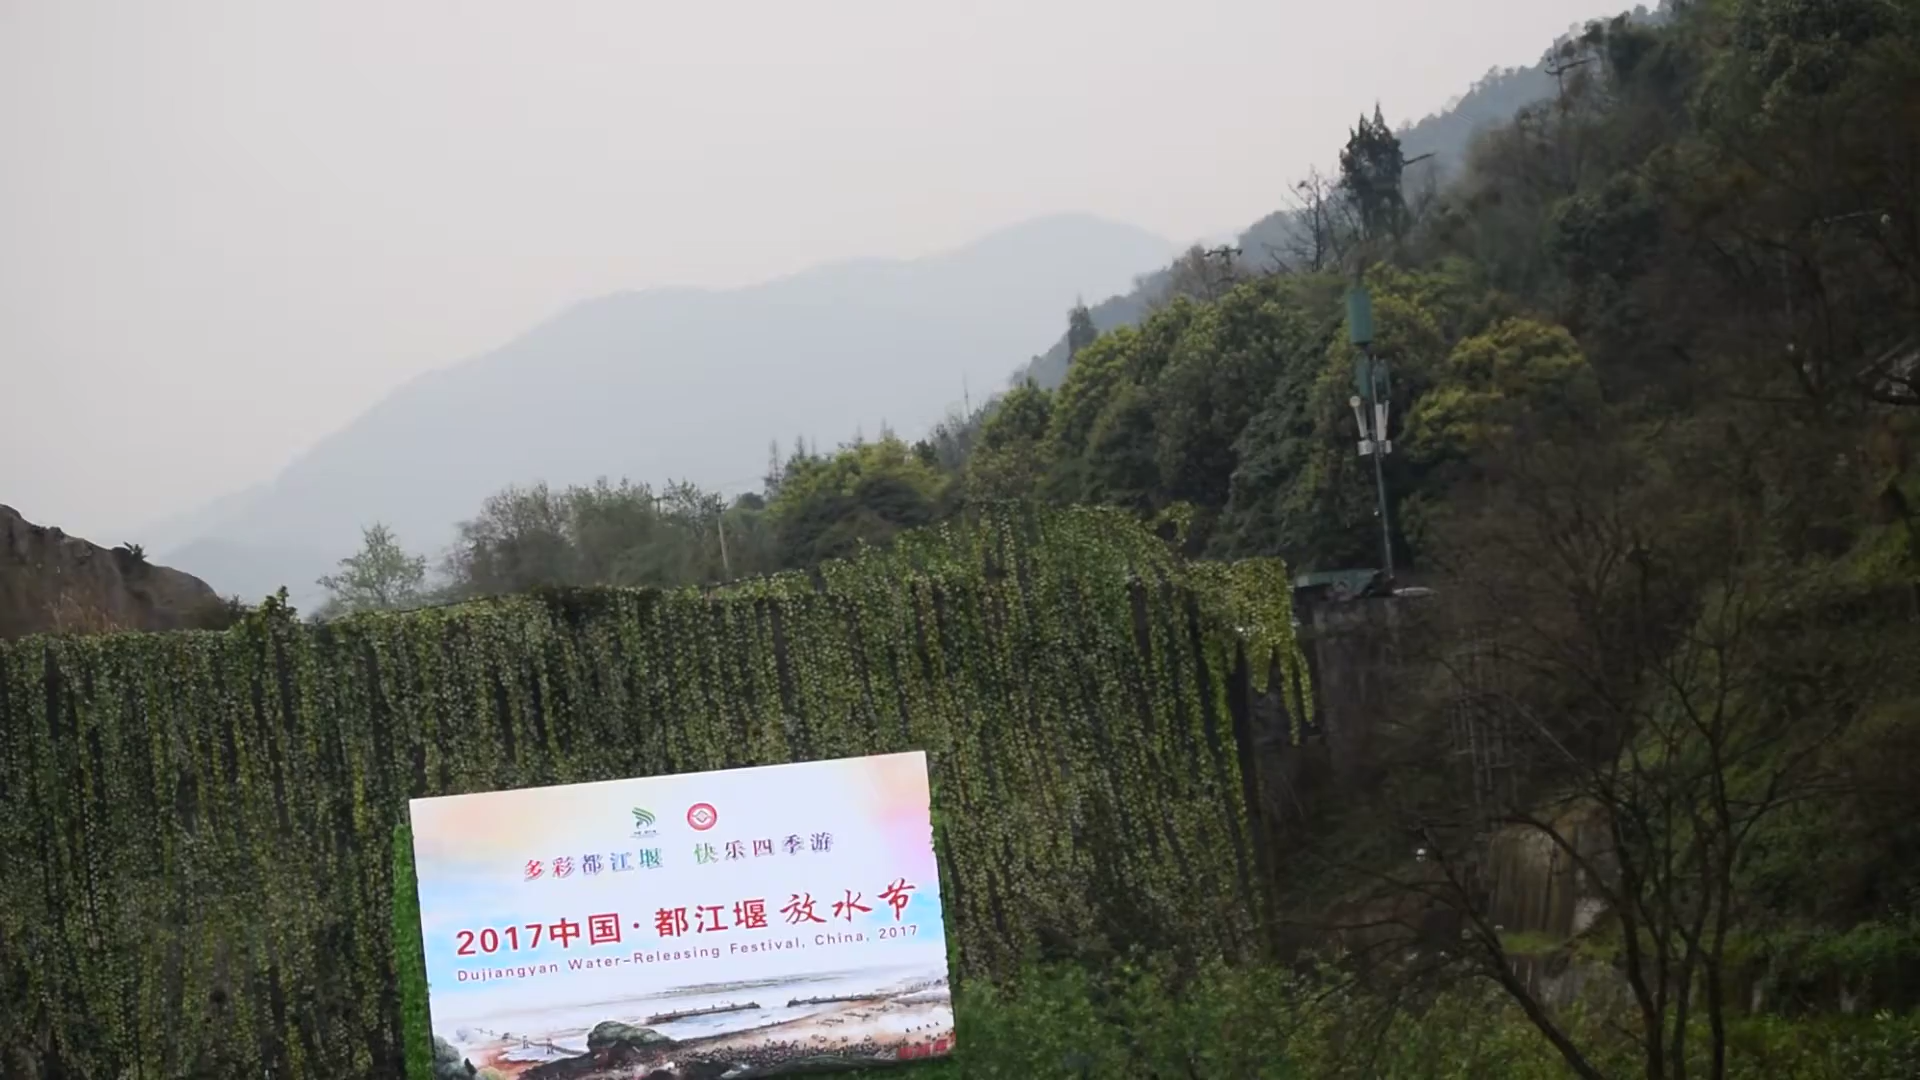 多彩都江堰 快乐四季游
2017中国·都江堰 放水节
Dujiangyan Water-Releasing Festival, China, 2017